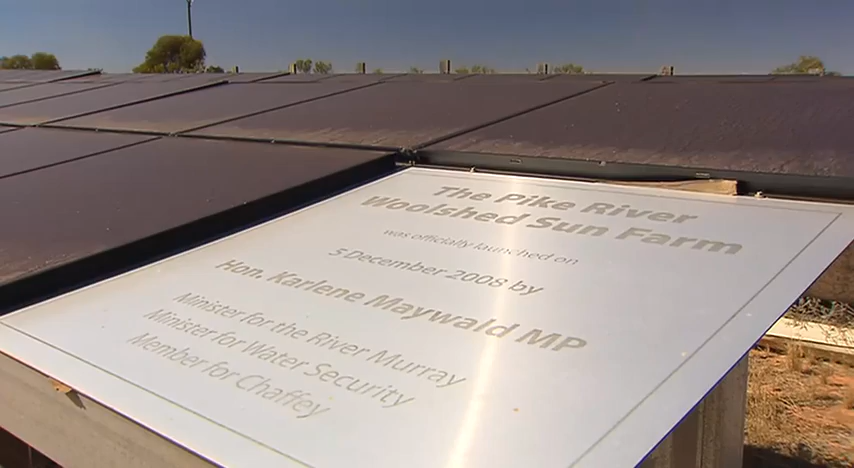 The Pike River
Woolshed Sun Farm
was officially launched on
5 December 2008 by
Hon. Karlene Maywald MP
Minister for the River Murray
Minister for Water Security
Member for Chaffey